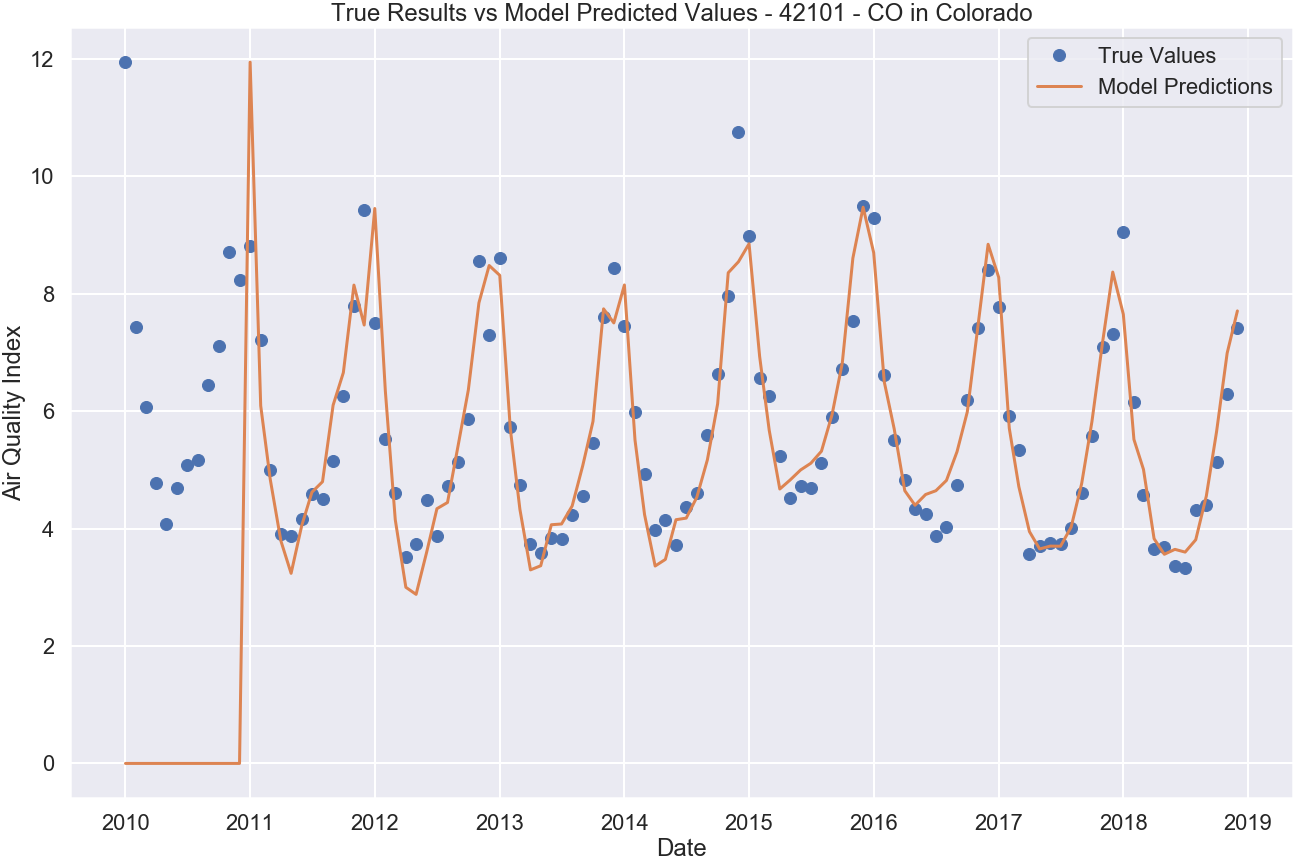 True Results vs Model Predicted Values - 42101 - CO in Colorado
True Values
Model Predictions
12
10
8
6
4
2
0
Air Quality Index
2010 2011 2012 2013 2014 2015 2016 2017 2018 2019
Date